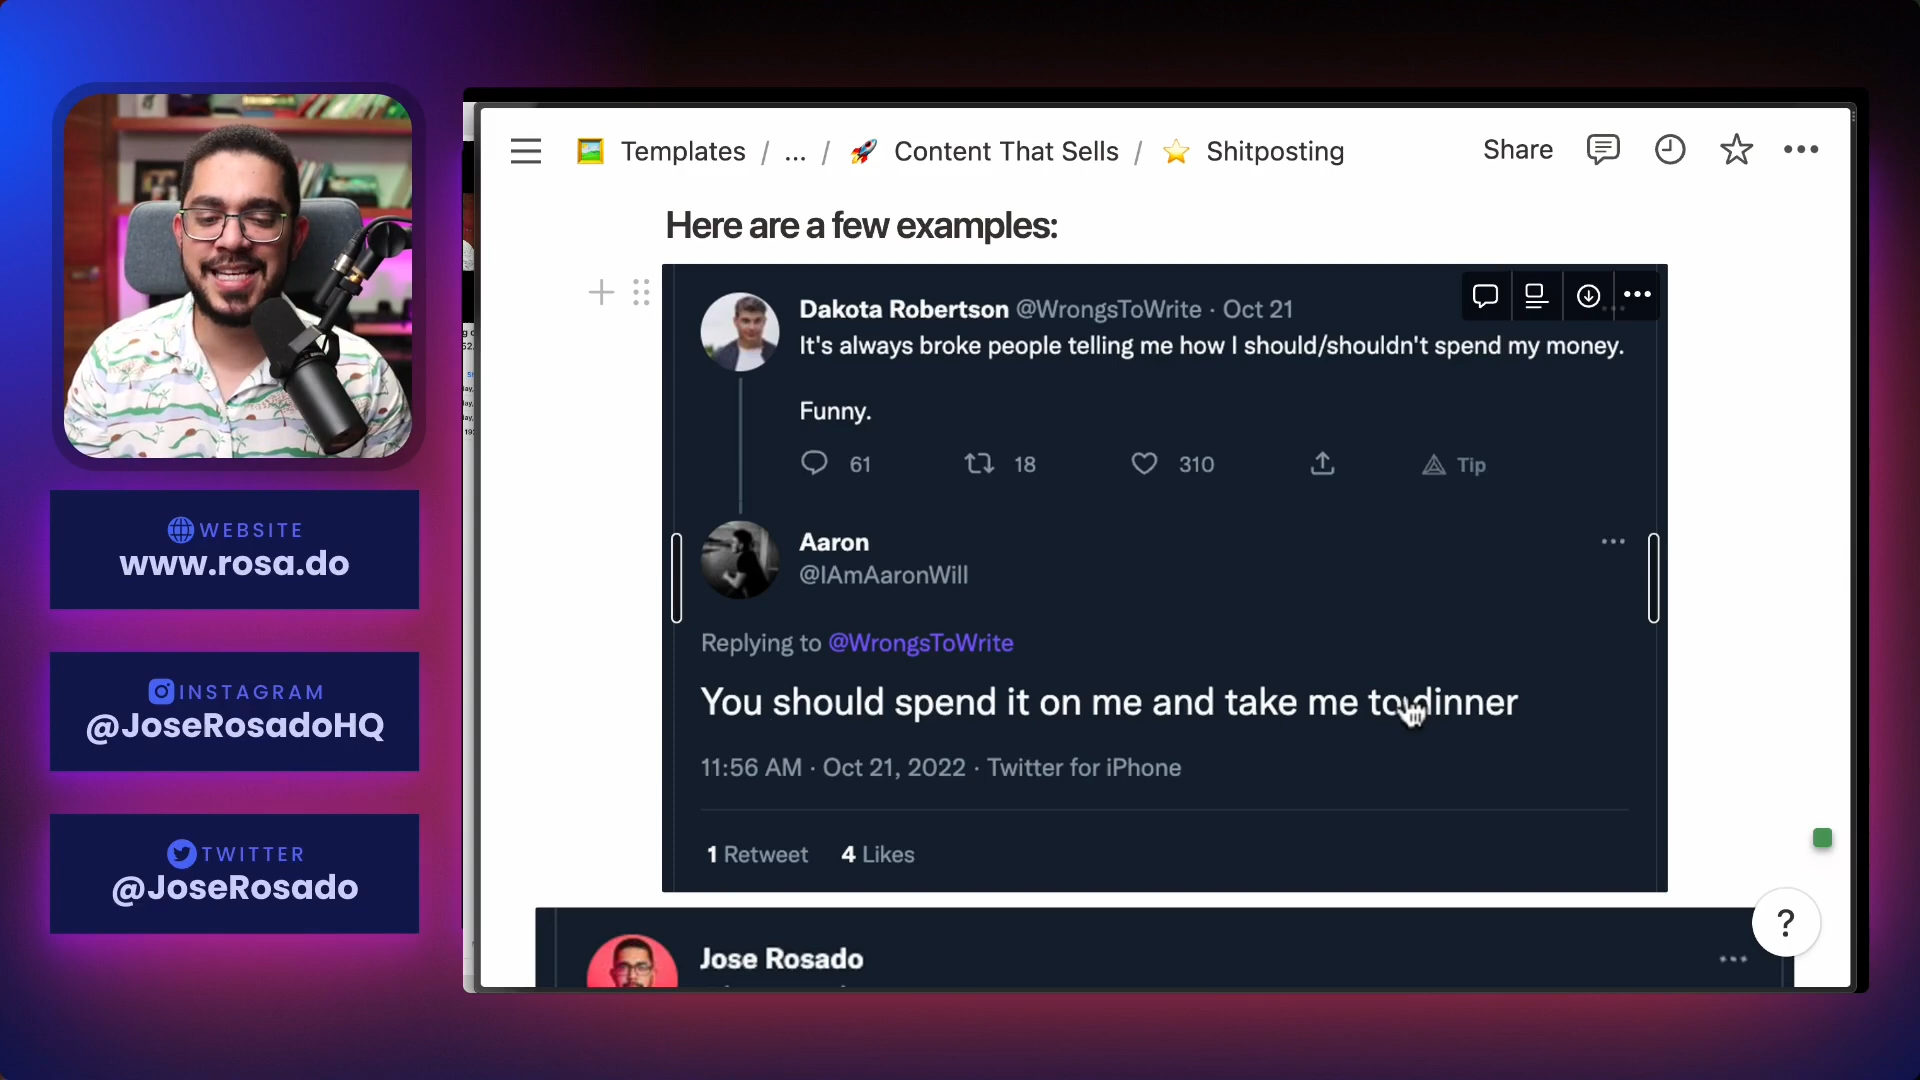 WEBSITE
www.rosa.do
INSTAGRAM
@JoseRosadoHQ
TWITTER
@JoseRosado
Templates / ... / Content That Sells / Shitposting
Share
Here are a few examples:
Dakota Robertson @WrongsToWrite · Oct 21
It's always broke people telling me how I should/shouldn't spend my money.
Funny.
61 18 310 Tip
Aaron
@IAmAaronWill
Replying to @WrongsToWrite
You should spend it on me and take me to dinner
11:56 AM · Oct 21, 2022 · Twitter for iPhone
1 Retweet 4 Likes
Jose Rosado
?